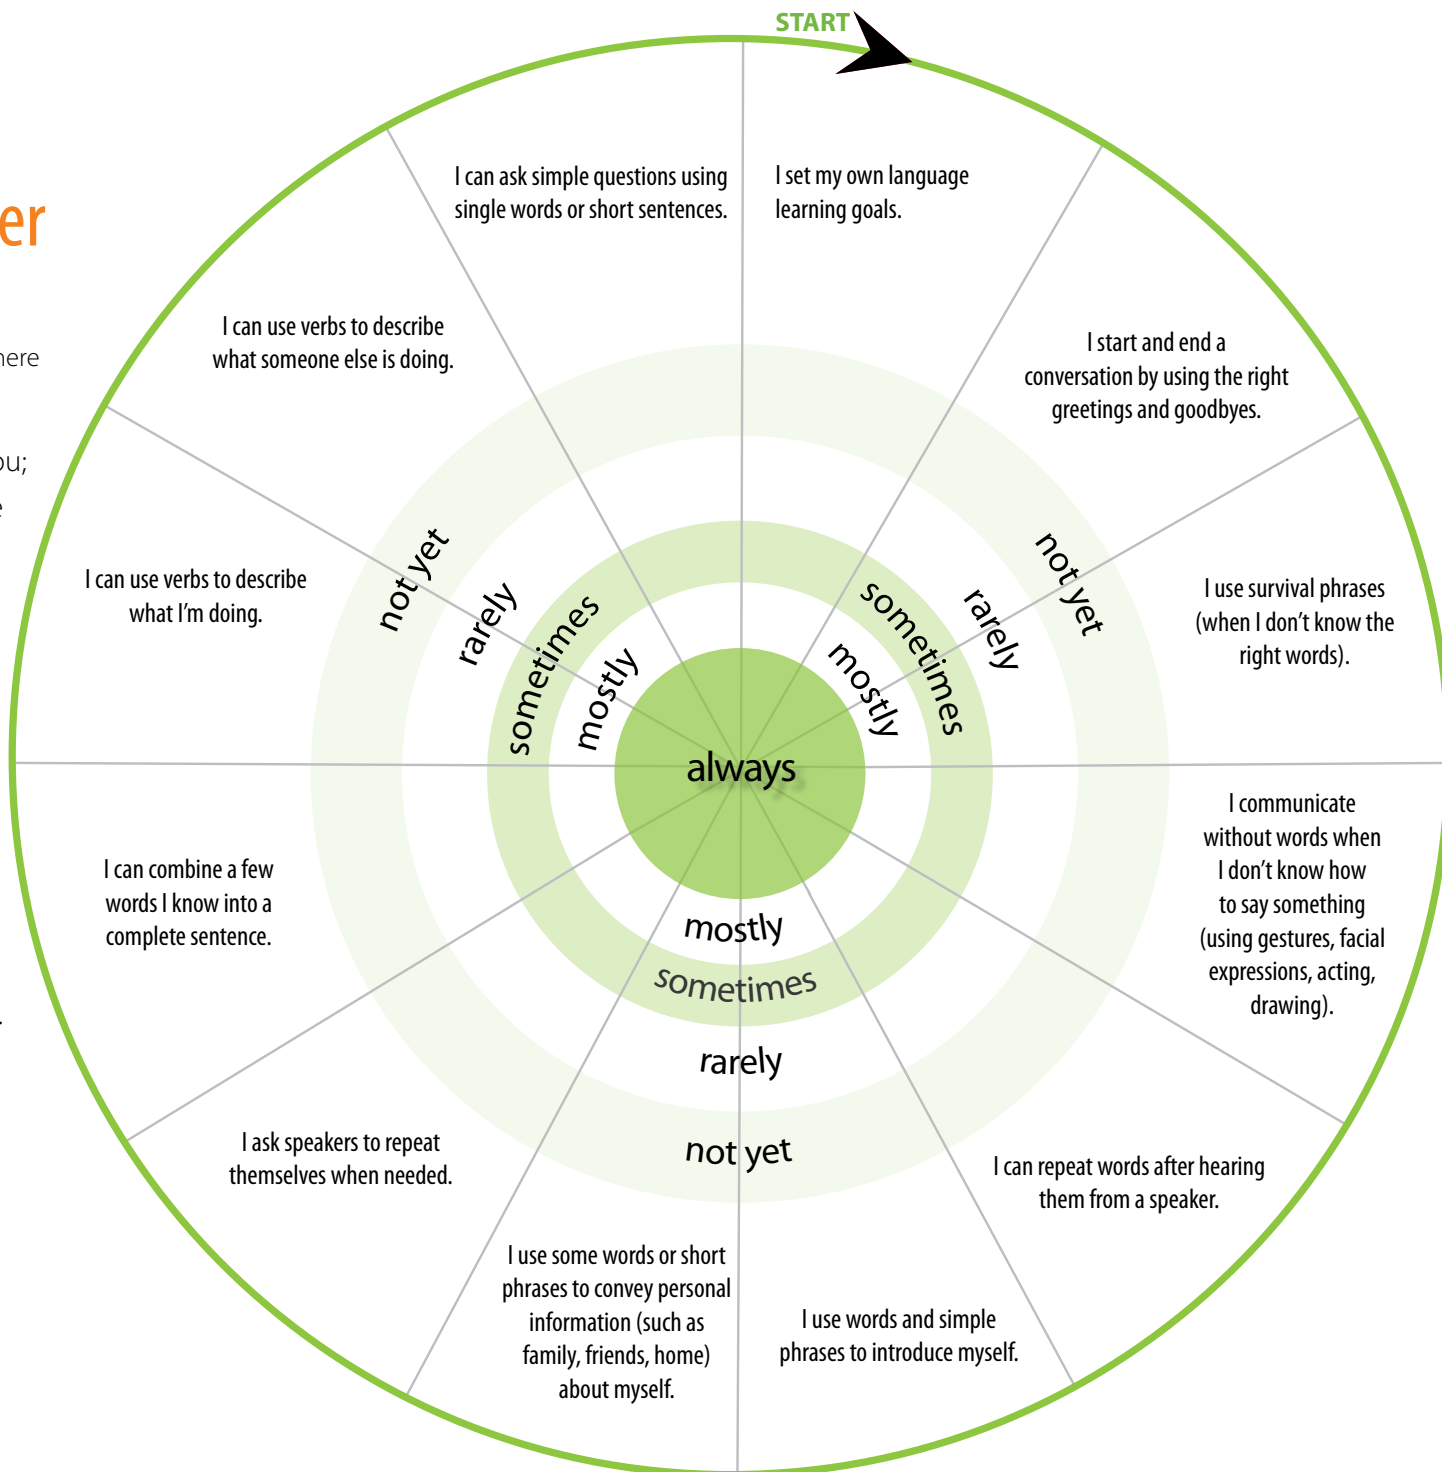 START
er
here
ou;
e
.
I set my own language
learning goals.
I start and end a
conversation by using the right
greetings and goodbyes.
I use survival phrases
(when I don't know the
right words).
I communicate
without words when
I don't know how
to say something
(using gestures, facial
expressions, acting,
drawing).
I can repeat words after hearing
them from a speaker.
I use words and simple
phrases to introduce myself.
I use some words or short
phrases to convey personal
information (such as
family, friends, home)
about myself.
I ask speakers to repeat
themselves when needed.
I can combine a few
words I know into a
complete sentence.
I can use verbs to describe
what I'm doing.
I can use verbs to describe
what someone else is doing.
I can ask simple questions using
single words or short sentences.
not yet
rarely
sometimes
mostly
always
mostly
sometimes
rarely
not yet
mostly
sometimes
rarely
not yet